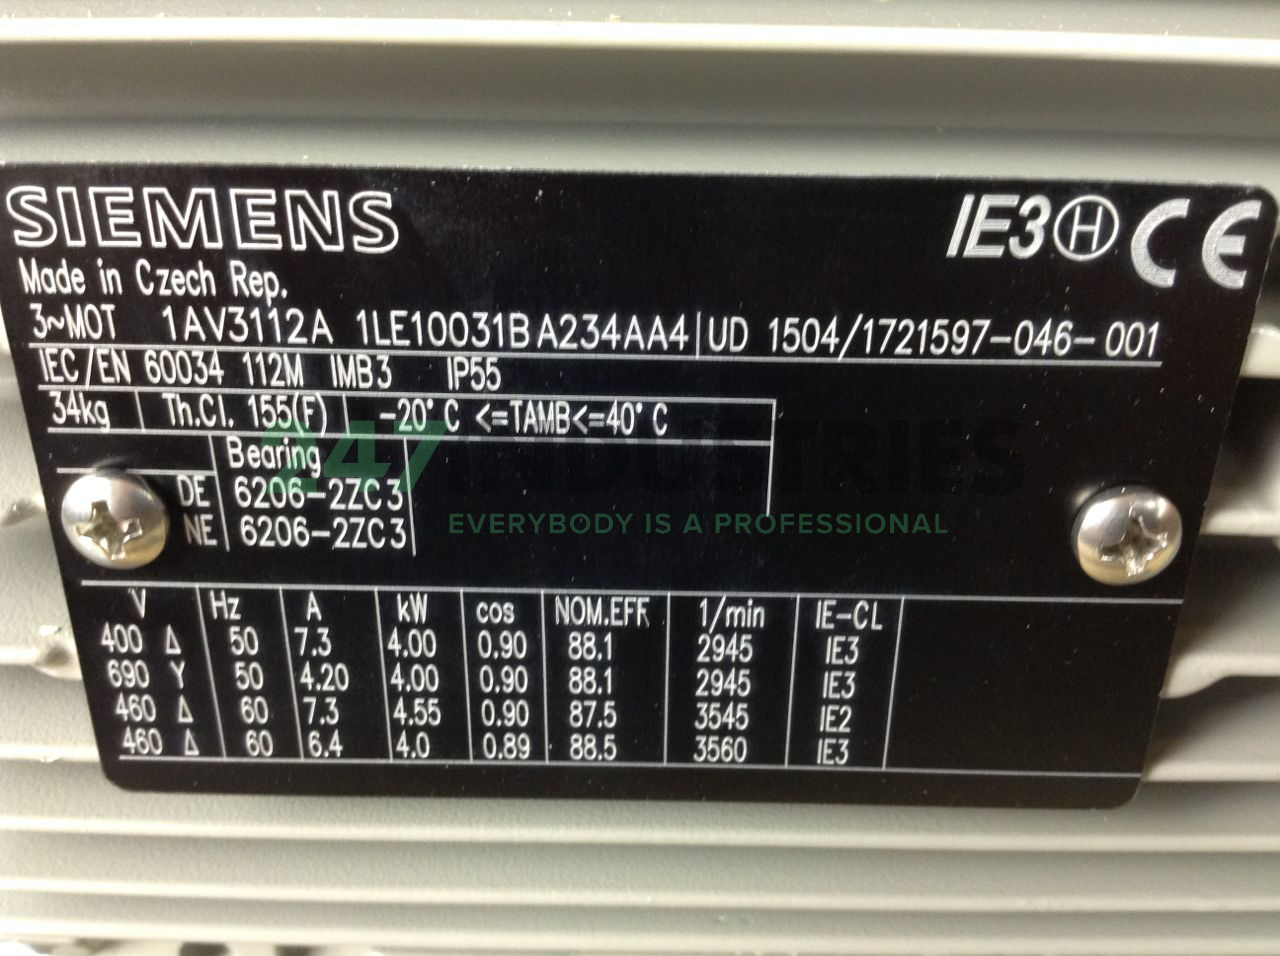 SIEMENS
IE3 H CE
Made in Czech Rep.
3~MOT 1AV3112A 1LE10031BA234AA4 UD 1504/1721597-046-001
IEC/EN 60034 112M IMB3 IP55
34kg Th.Cl. 155(F) -20°C <=TAMB<=40°C
Bearing
DE 6206-2ZC3
NE 6206-2ZC3
247 INDUSTRIES
EVERYBODY IS A PROFESSIONAL
V Hz A kW cos NOM.EFF 1/min IE-CL
400 Δ 50 7.3 4.00 0.90 88.1 2945 IE3
690 Y 50 4.20 4.00 0.90 88.1 2945 IE3
460 Δ 60 7.3 4.55 0.90 87.5 3545 IE2
460 Δ 60 6.4 4.0 0.89 88.5 3560 IE3